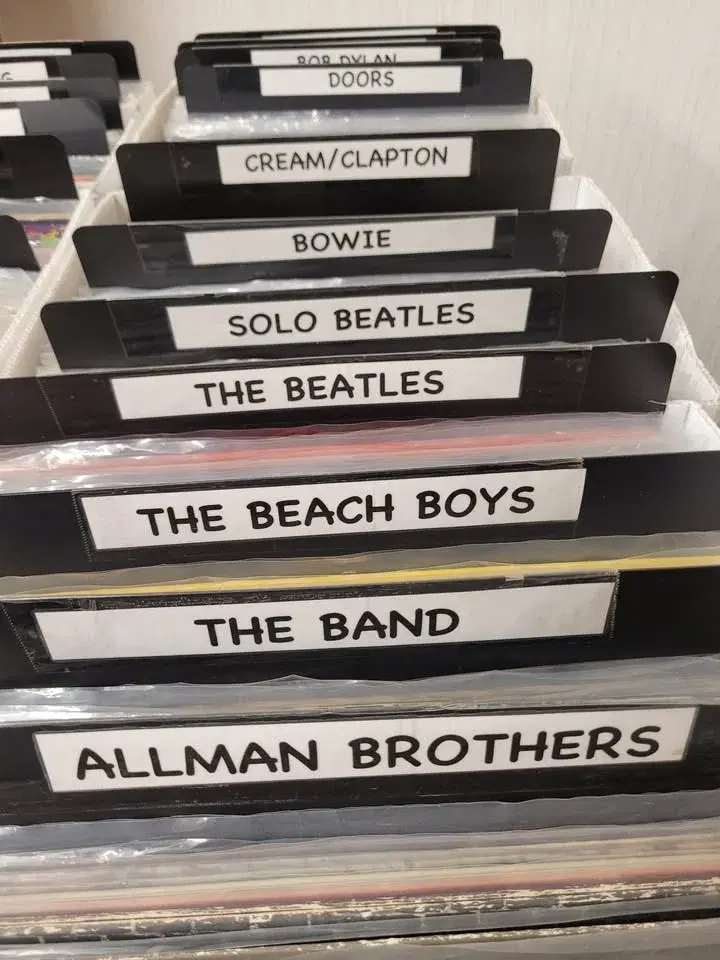 BOB DYLAN
DOORS
CREAM/CLAPTON
BOWIE
SOLO BEATLES
THE BEATLES
THE BEACH BOYS
THE BAND
ALLMAN BROTHERS